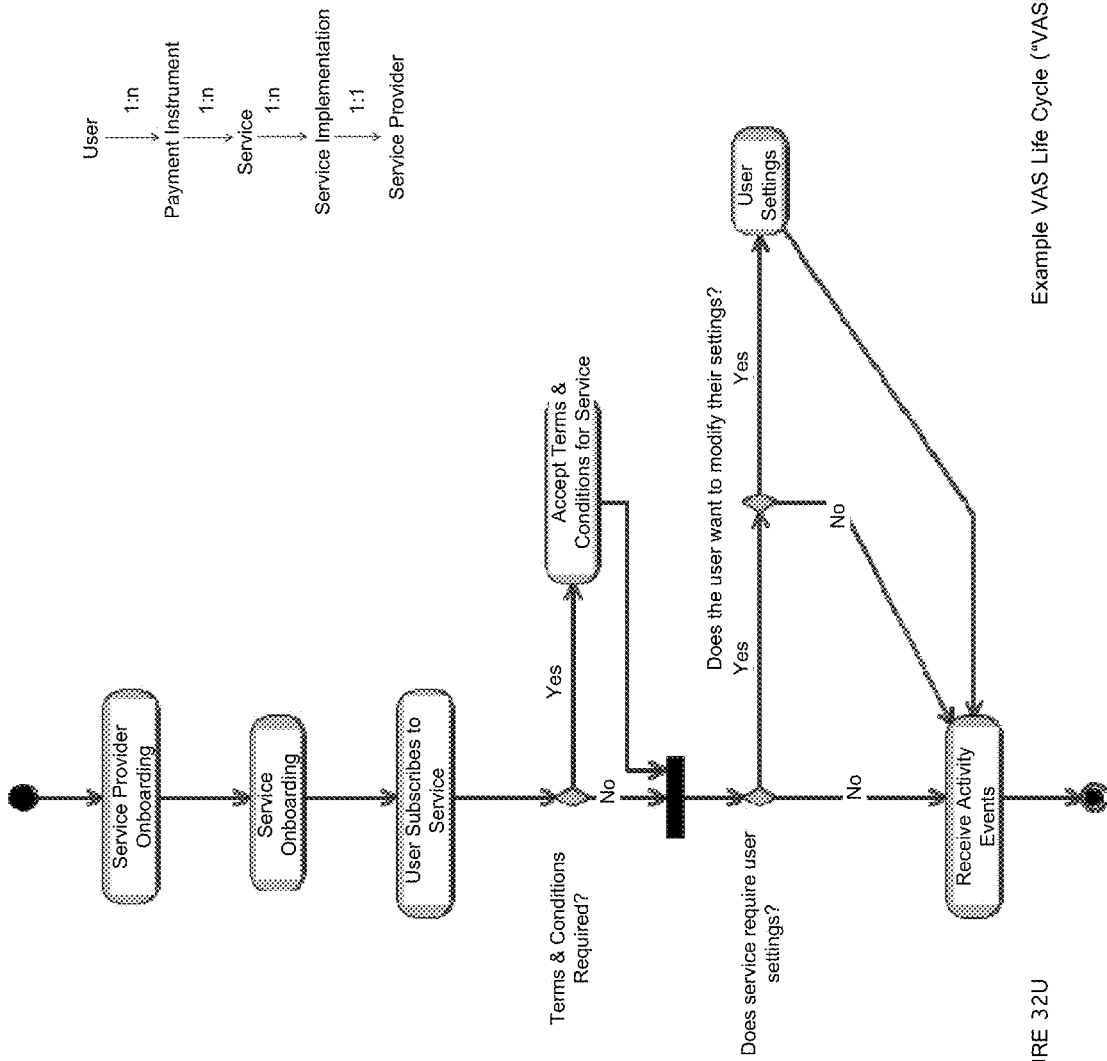 User
1:n
Payment Instrument
1:n
Service
1:n
Service Implementation
1:1
Service Provider
Service Provider
Onboarding
Service
Onboarding
User Subscribes to
Service
Terms & Conditions
Required?
Yes
No
Accept Terms &
Conditions for Service
Does service require user
settings?
Yes
No
Does the user want to modify their settings?
Yes
No
User
Settings
Receive Activity
Events
IRE 32U
Example VAS Life Cycle ("VAS